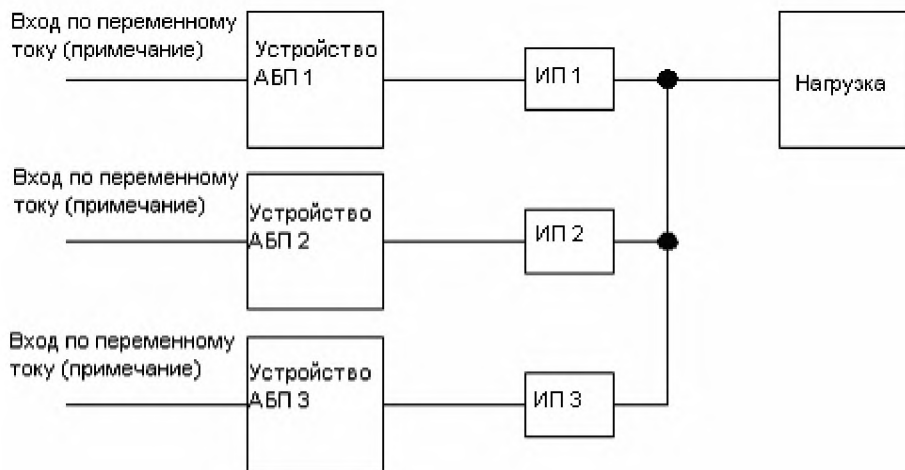 Вход по переменному
току (примечание)
Устройство
АБП 1
ИП 1
Нагрузка
Вход по переменному
току (примечание)
Устройство
АБП 2
ИП 2
Вход по переменному
току (примечание)
Устройство
АБП 3
ИП 3